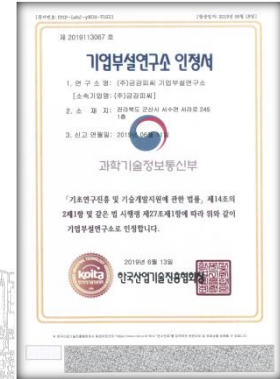 제 2019113067 호
기업부설연구소 인정서
1. 연 구 소 명: (주)금강피씨 기업부설연구소
[소속기업명: (주)금강피씨]
2. 소 재 지: 전라북도 군산시 서수면 서라로 246
1층
3. 신고 연월일: 2019년
과학기술정보통신부
「기초연구진흥 및 기술개발지원에 관한 법률」 제14조의
2제1항 및 같은 법 시행령 제27조제1항에 따라 위와 같이
기업부설연구소로 인정합니다.
2019년 6월 13일
koita
한국산업기술진흥협회장